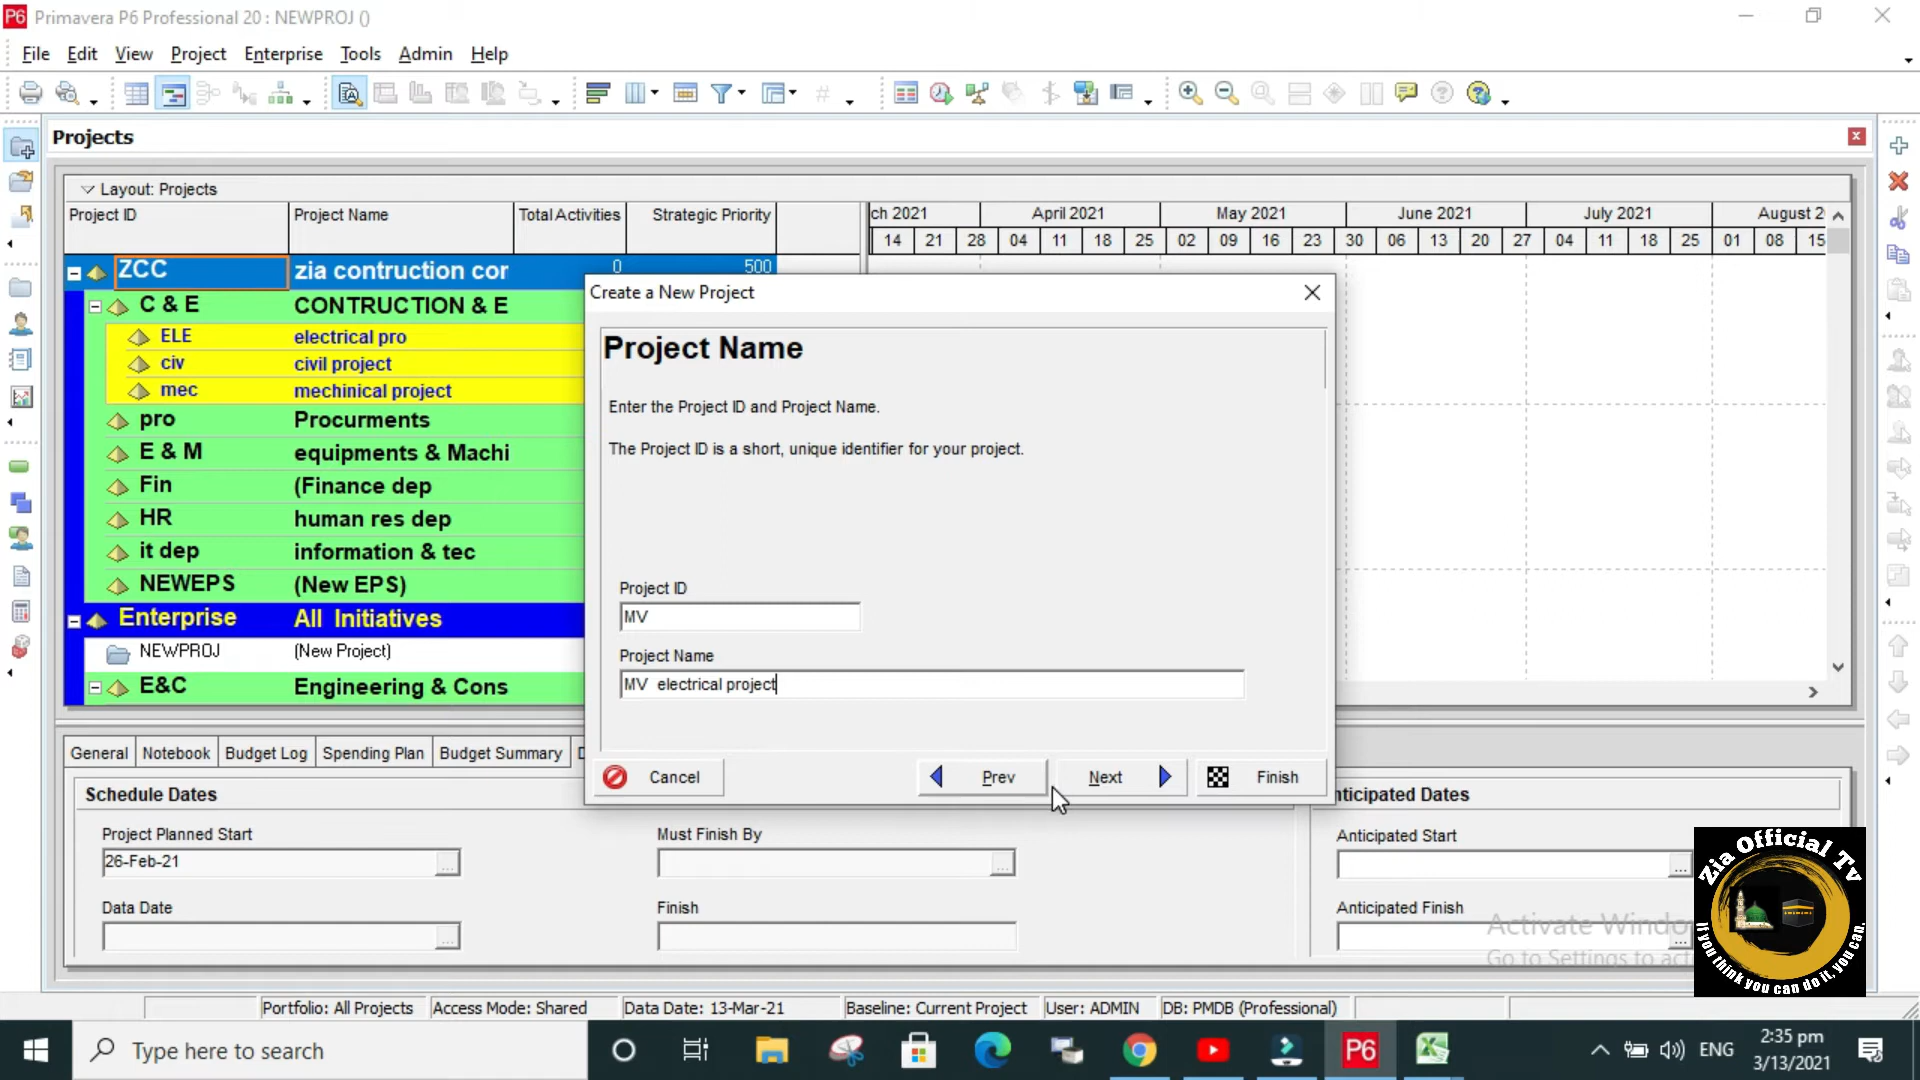 Primavera P6 Professional 20 : NEWPROJ ()
File Edit View Project Enterprise Tools Admin Help
Projects
Layout: Projects
Project ID Project Name Total Activities Strategic Priority
ch 2021 April 2021 May 2021 June 2021 July 2021 August 2
14 21 28 04 11 18 25 02 09 16 23 30 06 13 20 27 04 11 18 25 01 08 15
ZCC zia contruction cor 0 500
C & E CONTRUCTION & E
ELE electrical pro
civ civil project
mec mechinical project
pro Procurments
E & M equipments & Machi
Fin (Finance dep
HR human res dep
it dep information & tec
NEWEPS (New EPS)
Enterprise All Initiatives
NEWPROJ (New Project)
E&C Engineering & Cons
Create a New Project
Project Name
Enter the Project ID and Project Name.
The Project ID is a short, unique identifier for your project.
Project ID
MV
Project Name
MV electrical project
Cancel Prev Next Finish
General Notebook Budget Log Spending Plan Budget Summary D
Schedule Dates
Project Planned Start
26-Feb-21
Must Finish By
Data Date
Finish
nticipated Dates
Anticipated Start
Anticipated Finish
Activate Windo
Go to Settings to act
Zia Official Tv
If you think you can do it, you can.
Portfolio: All Projects Access Mode: Shared Data Date: 13-Mar-21 Baseline: Current Project User: ADMIN DB: PMDB (Professional)
Type here to search
P6
ENG
2:35 pm
3/13/2021